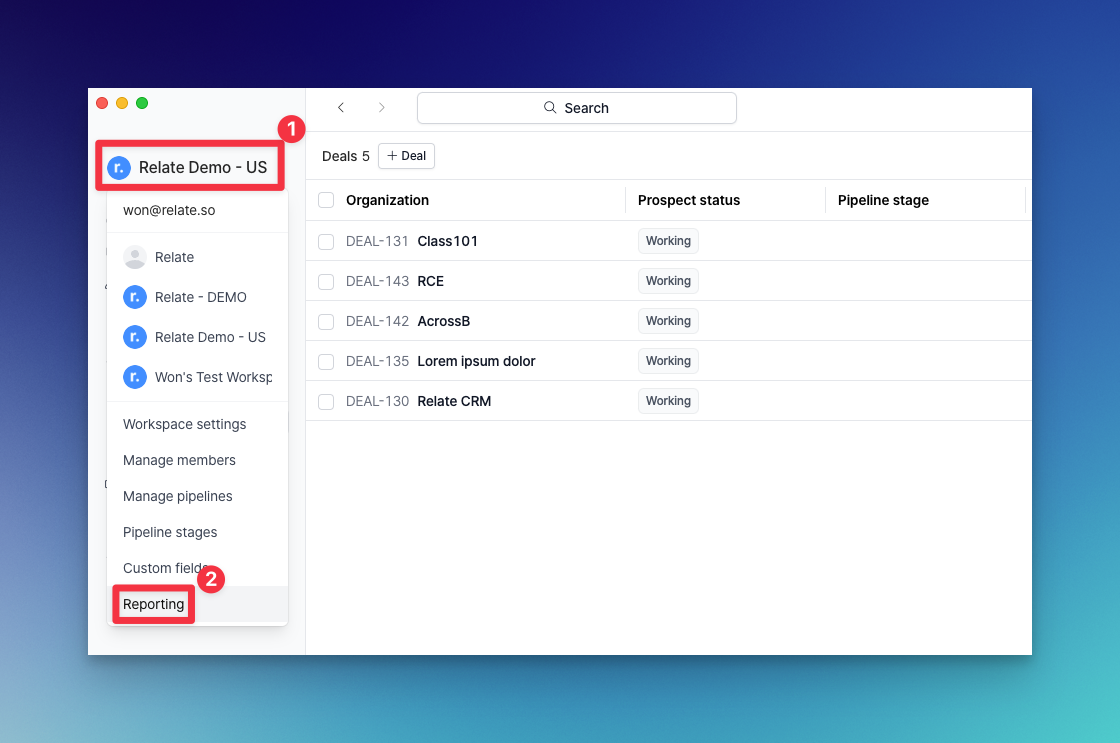 Search
1
r. Relate Demo - US
Deals 5 + Deal
won@relate.so
Organization Prospect status Pipeline stage
DEAL-131 Class101 Working
Relate
DEAL-143 RCE Working
r. Relate - DEMO
DEAL-142 AcrossB Working
r. Relate Demo - US
DEAL-135 Lorem ipsum dolor Working
r. Won's Test Worksp
DEAL-130 Relate CRM Working
Workspace settings
Manage members
Manage pipelines
Pipeline stages
Custom fields
2
Reporting